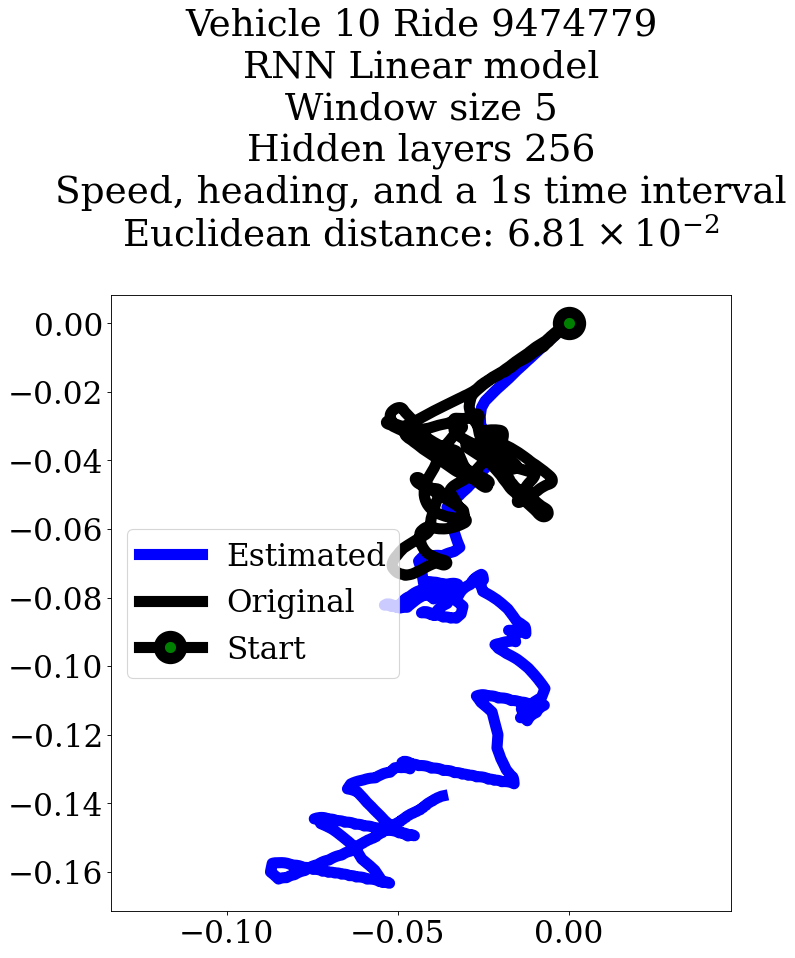 Vehicle 10 Ride 9474779
RNN Linear model
Window size 5
Hidden layers 256
Speed, heading, and a 1s time interval
Euclidean distance: 6.81 × 10⁻²
0.00
−0.02
−0.04
−0.06
−0.08
−0.10
−0.12
−0.14
−0.16
Estimated
Original
Start
−0.10
−0.05
0.00